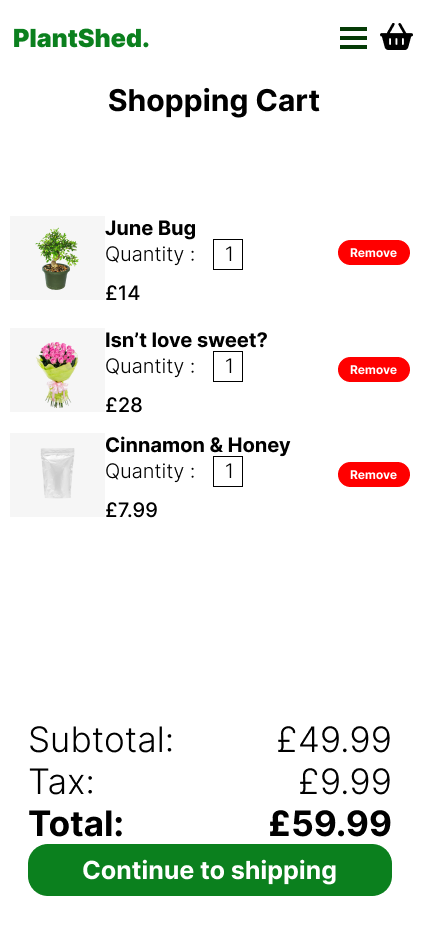 PlantShed.
Shopping Cart
June Bug
Quantity : 1
Remove
£14
Isn’t love sweet?
Quantity : 1
Remove
£28
Cinnamon & Honey
Quantity : 1
Remove
£7.99
Subtotal: £49.99
Tax: £9.99
Total: £59.99
Continue to shipping